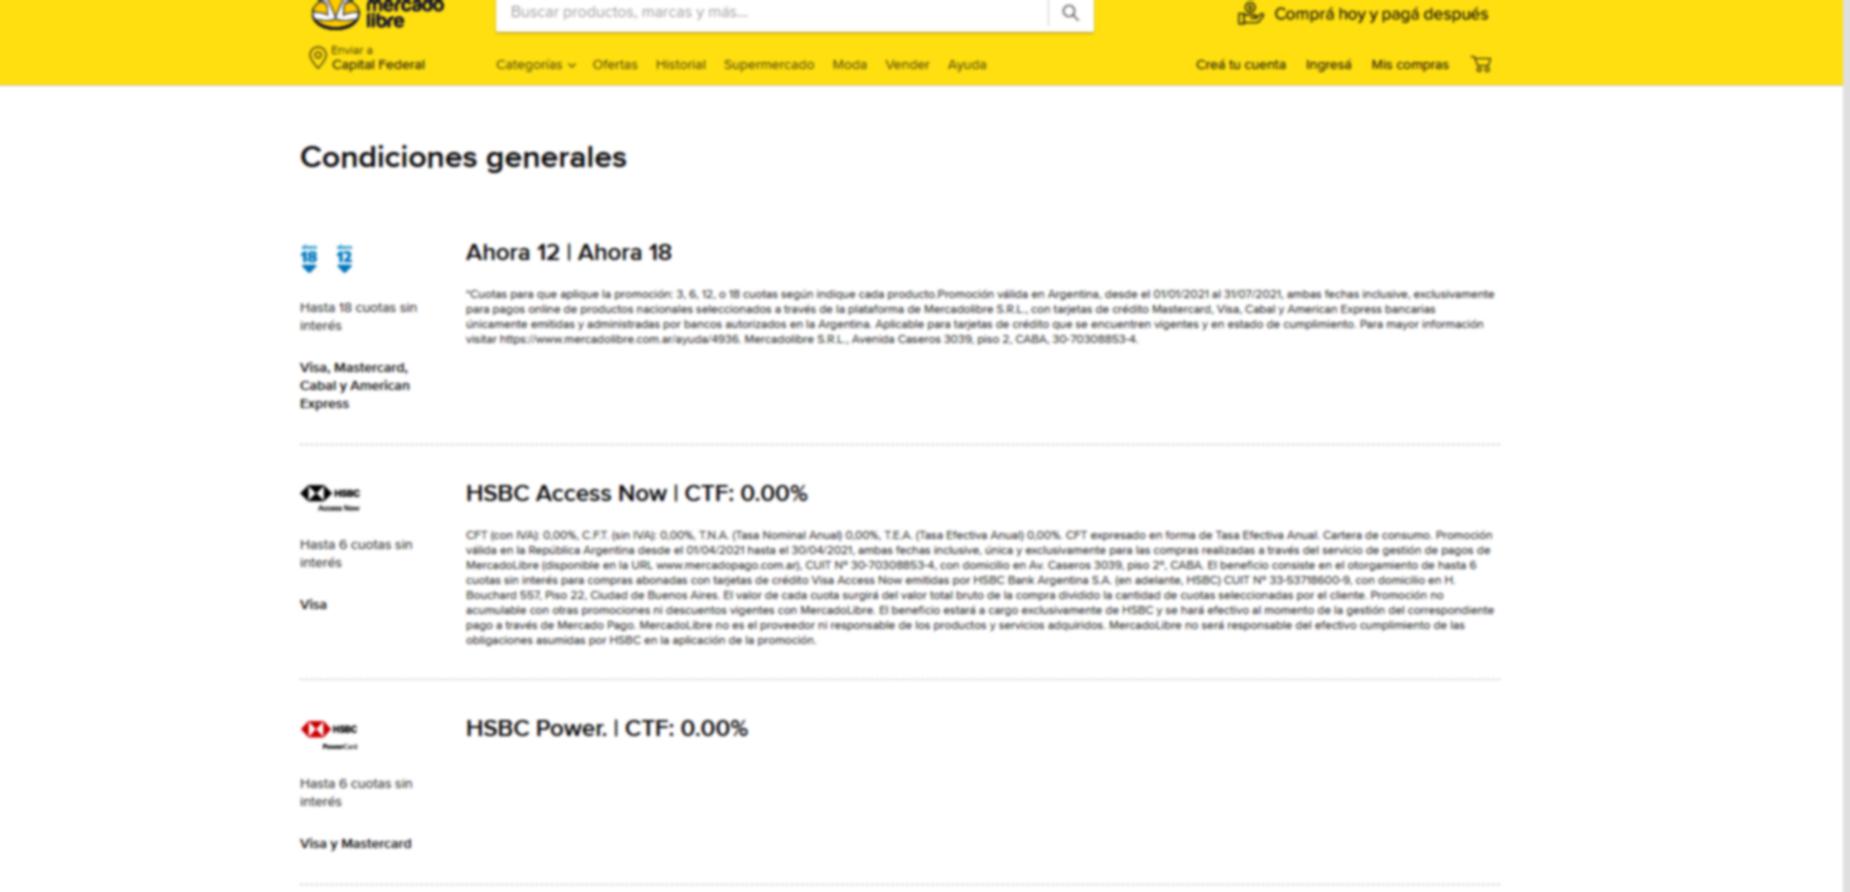 mercado
libre
Buscar productos, marcas y más...
Comprá hoy y pagá después
Enviar a
Capital Federal
Categorías Ofertas Historial Supermercado Moda Vender Ayuda
Creá tu cuenta Ingresá Mis compras
Condiciones generales
18 12
Ahora 12 | Ahora 18
Hasta 18 cuotas sin
interés
Visa, Mastercard,
Cabal y American
Express
*Cuotas para que aplique la promoción: 3, 6, 12, o 18 cuotas según indique cada producto.Promoción válida en Argentina, desde el 01/01/2021 al 31/07/2021, ambas fechas inclusive, exclusivamente
para pagos online de productos nacionales seleccionados a través de la plataforma de Mercadolibre S.R.L., con tarjetas de crédito Mastercard, Visa, Cabal y American Express bancarias
únicamente emitidas y administradas por bancos autorizados en la Argentina. Aplicable para tarjetas de crédito que se encuentren vigentes y en estado de cumplimiento. Para mayor información
visitar https://www.mercadolibre.com.ar/ayuda/4936. Mercadolibre S.R.L., Avenida Caseros 3039, piso 2, CABA, 30-70308853-4.
HSBC
Access Now
HSBC Access Now | CTF: 0.00%
Hasta 6 cuotas sin
interés
Visa
CFT (con IVA): 0,00%, C.F.T. (sin IVA): 0,00%, T.N.A. (Tasa Nominal Anual) 0,00%, T.E.A. (Tasa Efectiva Anual) 0,00%. CFT expresado en forma de Tasa Efectiva Anual. Cartera de consumo. Promoción
válida en la República Argentina desde el 01/04/2021 hasta el 30/04/2021, ambas fechas inclusive, única y exclusivamente para las compras realizadas a través del servicio de gestión de pagos de
MercadoLibre (disponible en la URL www.mercadopago.com.ar), CUIT Nº 30-70308853-4, con domicilio en Av. Caseros 3039, piso 2º, CABA. El beneficio consiste en el otorgamiento de hasta 6
cuotas sin interés para compras abonadas con tarjetas de crédito Visa Access Now emitidas por HSBC Bank Argentina S.A. (en adelante, HSBC) CUIT Nº 33-53718600-9, con domicilio en H.
Bouchard 557, Piso 22, Ciudad de Buenos Aires. El valor de cada cuota surgirá del valor total bruto de la compra dividido la cantidad de cuotas seleccionadas por el cliente. Promoción no
acumulable con otras promociones ni descuentos vigentes con MercadoLibre. El beneficio estará a cargo exclusivamente de HSBC y se hará efectivo al momento de la gestión del correspondiente
pago a través de Mercado Pago. MercadoLibre no es el proveedor ni responsable de los productos y servicios adquiridos. MercadoLibre no será responsable del efectivo cumplimiento de las
obligaciones asumidas por HSBC en la aplicación de la promoción.
HSBC
PowerCard
HSBC Power. | CTF: 0.00%
Hasta 6 cuotas sin
interés
Visa y Mastercard